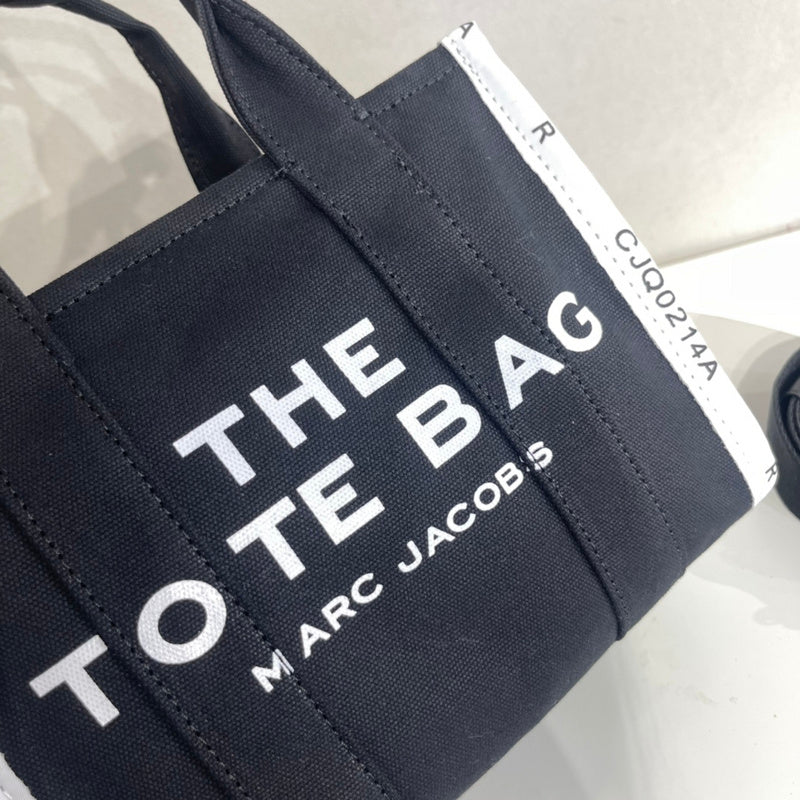 THE
TOTE BAG
MARC JACOBS
A
R
CJQ0214A
R